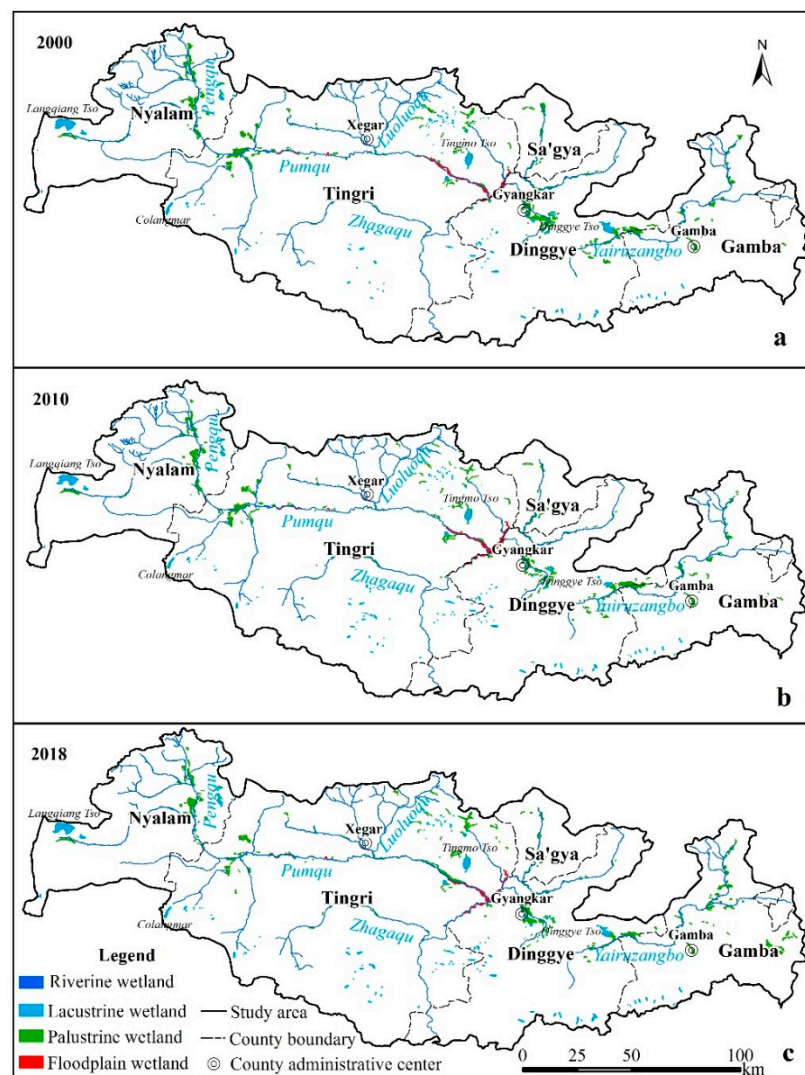 2000
N
Langqiang Tso
Nyalam
Pengqu
Xegar
Luoluoqu
Tingmo Tso
Sa'gya
Pumqu
Tingri
Gyangkar
Colangmar
Zhagaqu
Dinggye Tso
Dinggye
Yairuzangbo
Gamba
Gamba
a
2010
Langqiang Tso
Nyalam
Pengqu
Xegar
Luoluoqu
Tingmo Tso
Sa'gya
Pumqu
Tingri
Gyangkar
Colangmar
Zhagaqu
Dinggye Tso
Dinggye
Yairuzangbo
Gamba
Gamba
b
2018
Langqiang Tso
Nyalam
Pengqu
Xegar
Luoluoqu
Tingmo Tso
Sa'gya
Pumqu
Tingri
Gyangkar
Colangmar
Zhagaqu
Dinggye Tso
Dinggye
Yairuzangbo
Gamba
Gamba
Legend
Riverine wetland
Lacustrine wetland
Study area
Palustrine wetland
County boundary
Floodplain wetland
County administrative center
0 25 50 100
km
c